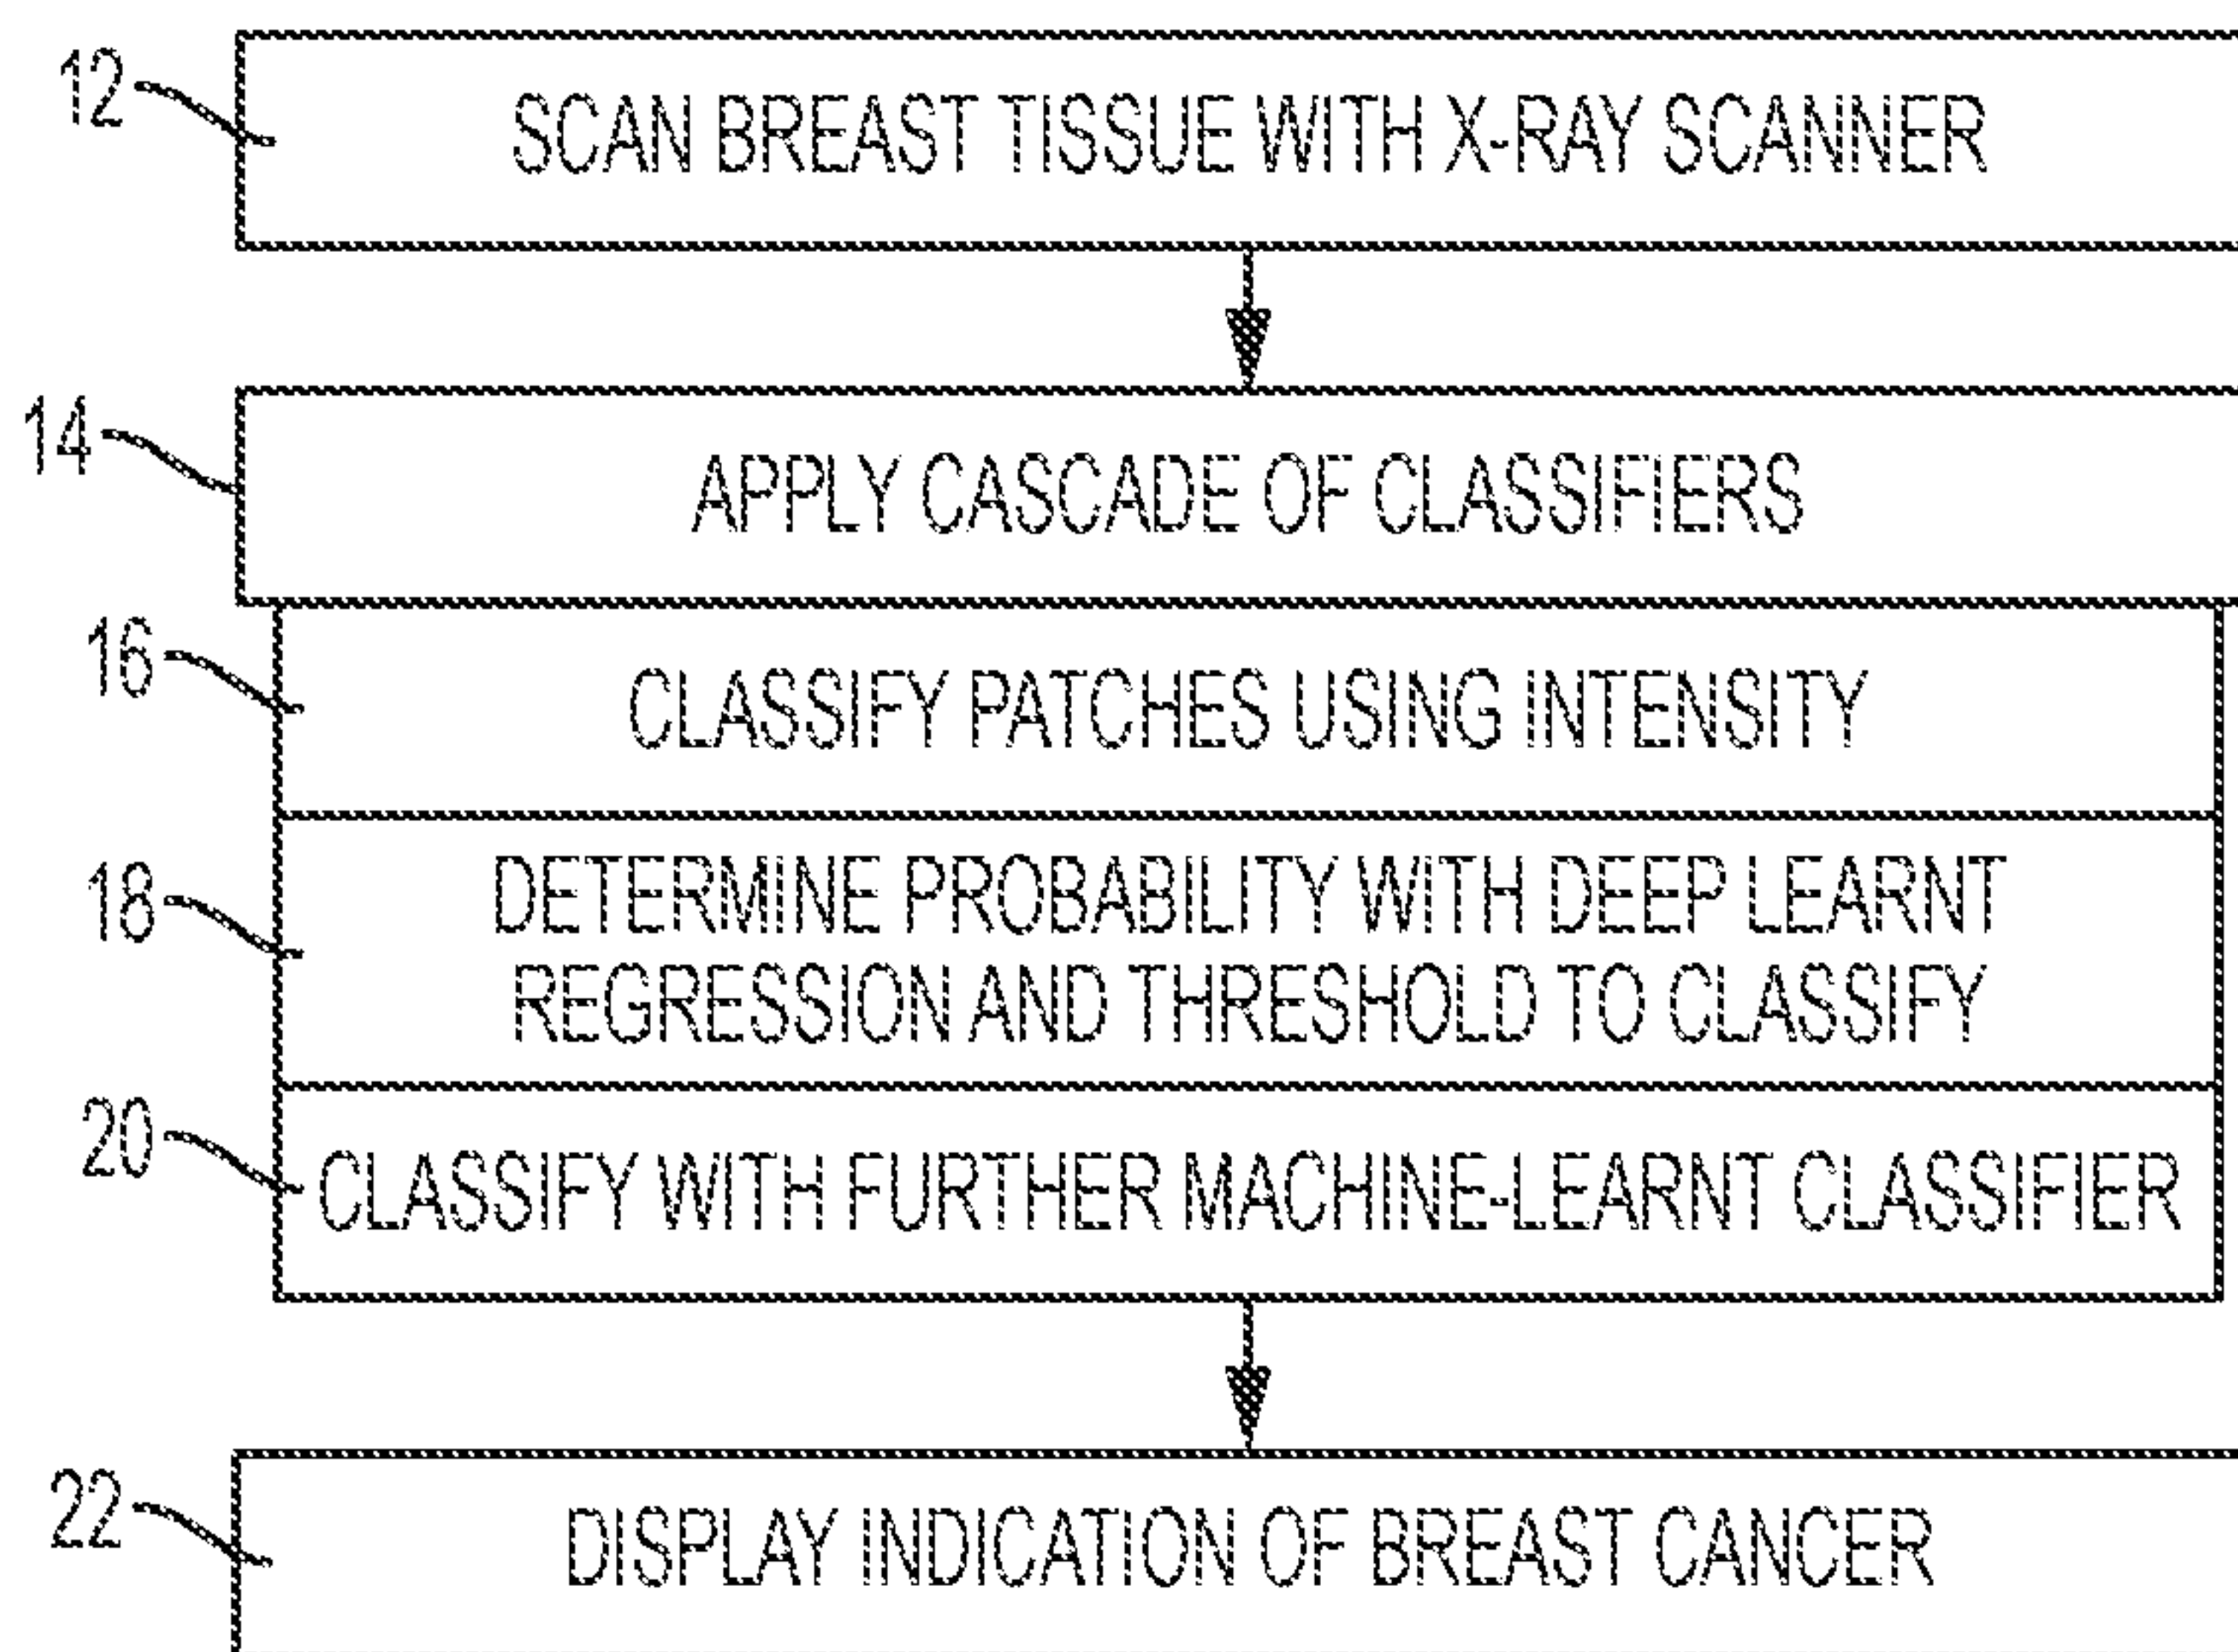 12
SCAN BREAST TISSUE WITH X-RAY SCANNER
14
APPLY CASCADE OF CLASSIFIERS
16
CLASSIFY PATCHES USING INTENSITY
18
DETERMINE PROBABILITY WITH DEEP LEARNT
REGRESSION AND THRESHOLD TO CLASSIFY
20
CLASSIFY WITH FURTHER MACHINE-LEARNT CLASSIFIER
22
DISPLAY INDICATION OF BREAST CANCER